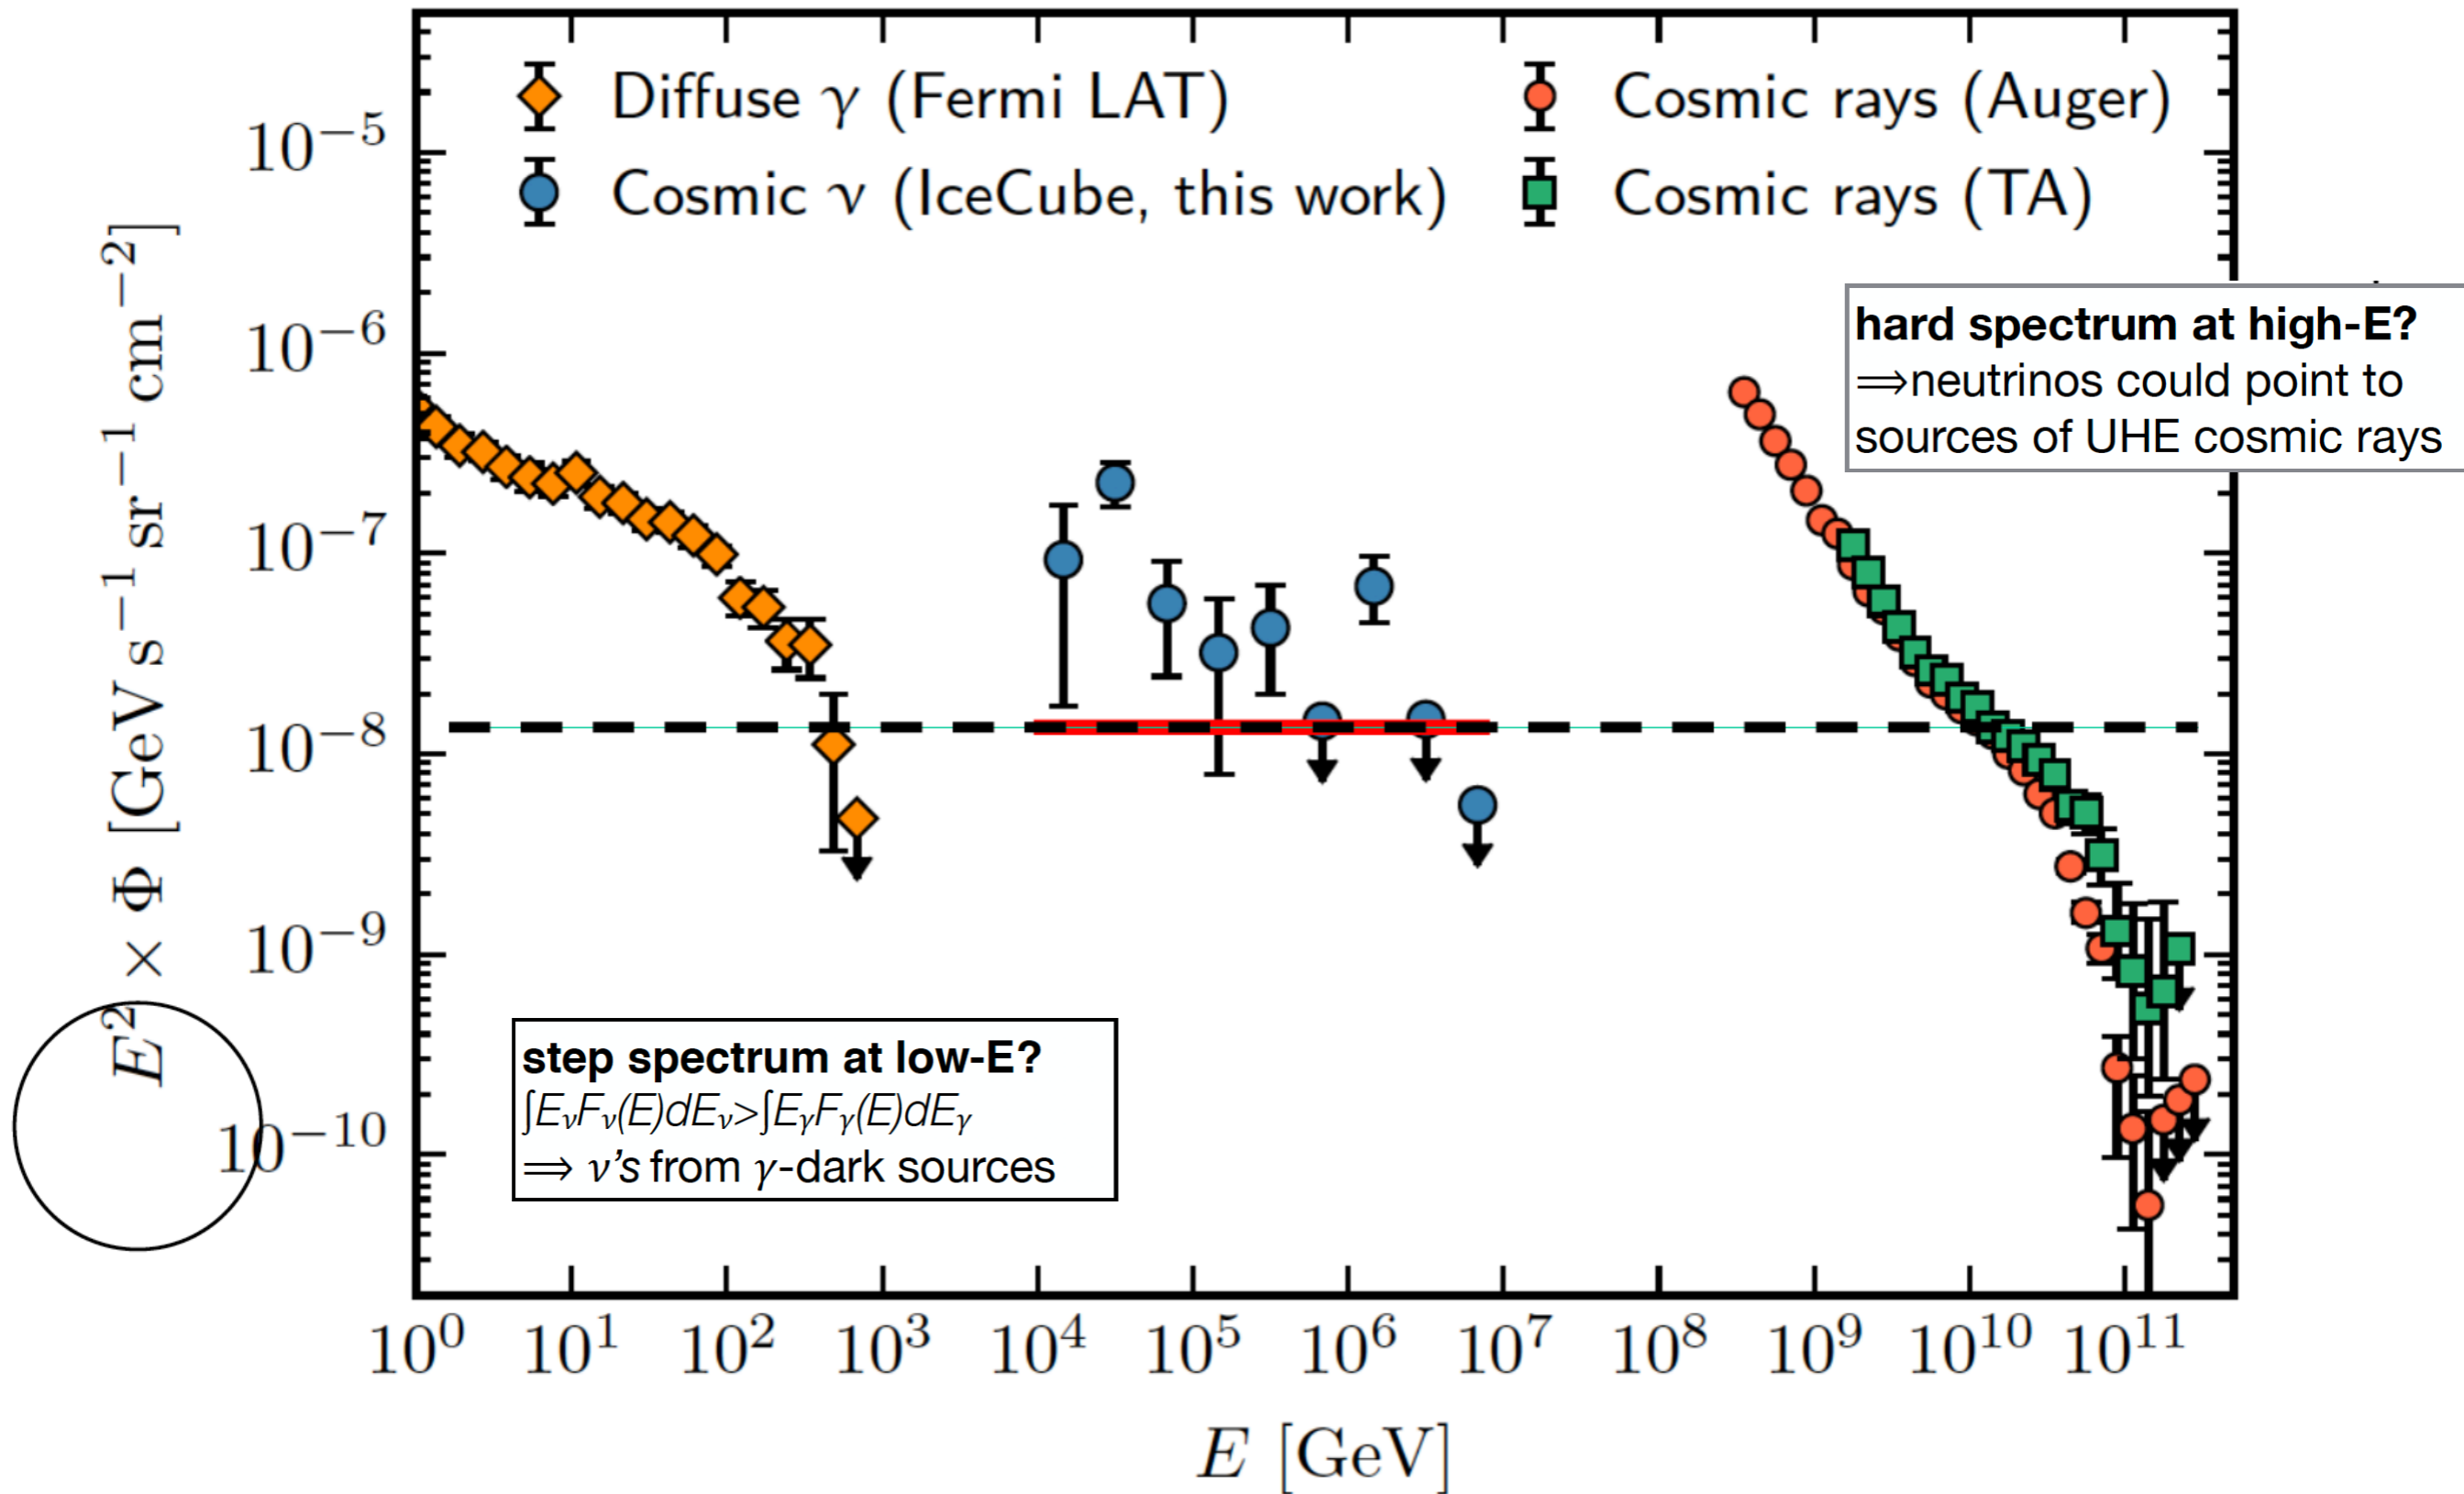 Diffuse γ (Fermi LAT)
Cosmic ν (IceCube, this work)
Cosmic rays (Auger)
Cosmic rays (TA)
hard spectrum at high-E?
⟹neutrinos could point to
sources of UHE cosmic rays
step spectrum at low-E?
∫EᵥFᵥ(E)dEᵥ>∫EᵧFᵧ(E)dEᵧ
⟹ ν's from γ-dark sources
E² × Φ [GeV s⁻¹ sr⁻¹ cm⁻²]
10⁻⁵
10⁻⁶
10⁻⁷
10⁻⁸
10⁻⁹
10⁻¹⁰
10⁰ 10¹ 10² 10³ 10⁴ 10⁵ 10⁶ 10⁷ 10⁸ 10⁹ 10¹⁰ 10¹¹
E [GeV]